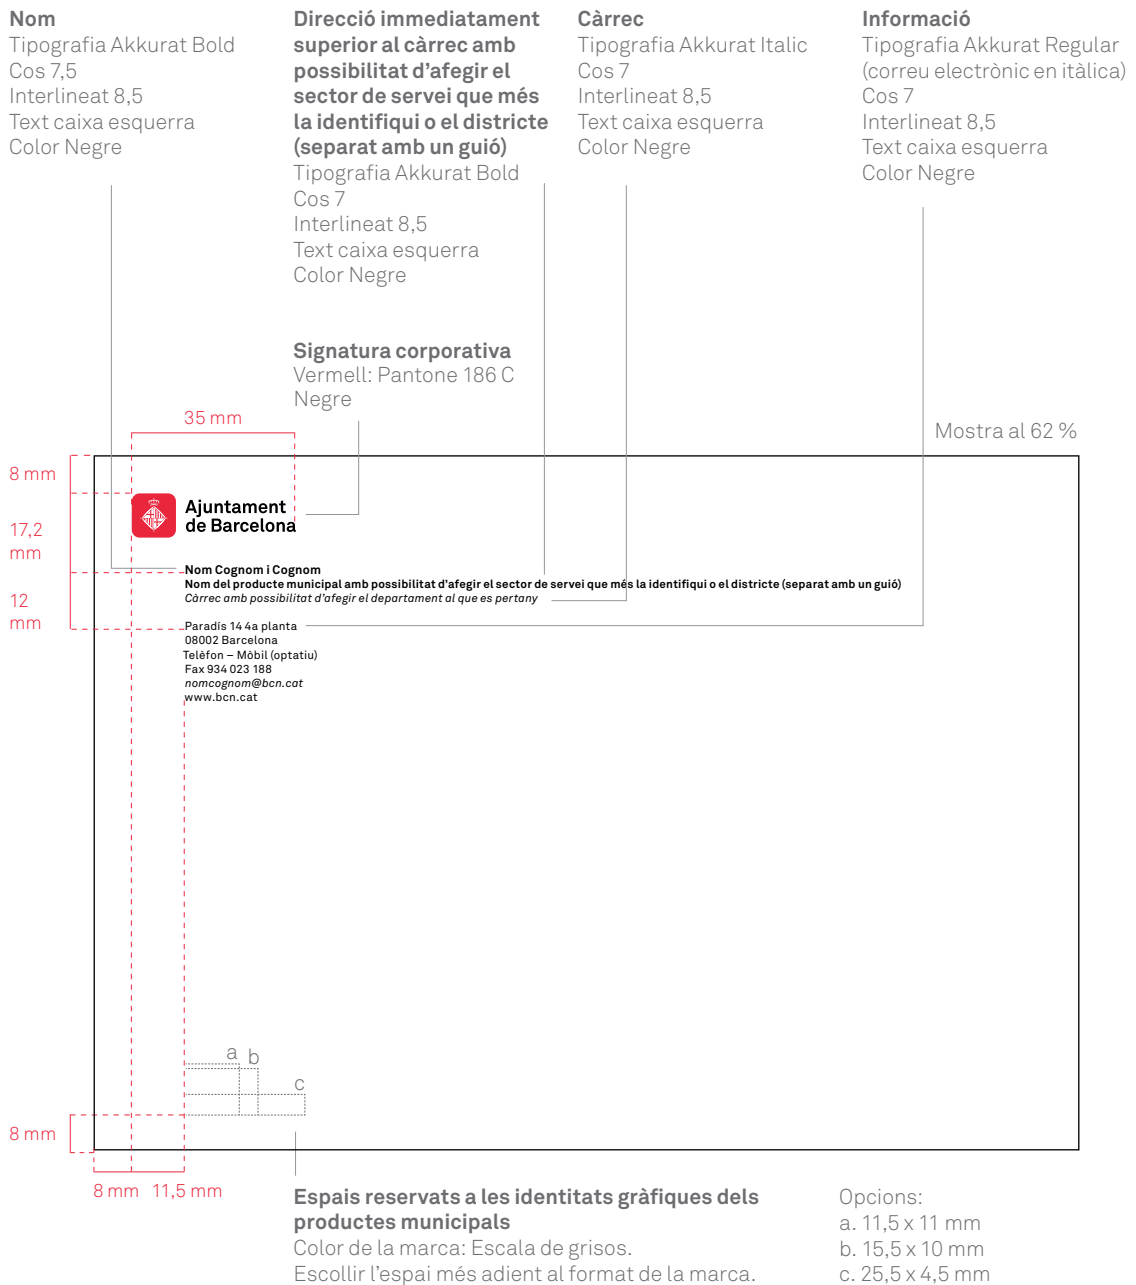 Nom
Tipografia Akkurat Bold
Cos 7,5
Interlineat 8,5
Text caixa esquerra
Color Negre
Direcció immediatament
superior al càrrec amb
possibilitat d’afegir el
sector de servei que més
la identifiqui o el districte
(separat amb un guió)
Tipografia Akkurat Bold
Cos 7
Interlineat 8,5
Text caixa esquerra
Color Negre
Càrrec
Tipografia Akkurat Italic
Cos 7
Interlineat 8,5
Text caixa esquerra
Color Negre
Informació
Tipografia Akkurat Regular
(correu electrònic en itàlica)
Cos 7
Interlineat 8,5
Text caixa esquerra
Color Negre
Signatura corporativa
Vermell: Pantone 186 C
Negre
35 mm
Mostra al 62 %
8 mm
17,2
mm
12
mm
Ajuntament
de Barcelona
Nom Cognom i Cognom
Nom del producte municipal amb possibilitat d’afegir el sector de servei que més la identifiqui o el districte (separat amb un guió)
Càrrec amb possibilitat d’afegir el departament al que es pertany
Paradís 14 4a planta
08002 Barcelona
Telèfon – Mòbil (optatiu)
Fax 934 023 188
nomcognom@bcn.cat
www.bcn.cat
a
b
c
8 mm
8 mm
11,5 mm
Espais reservats a les identitats gràfiques dels
productes municipals
Color de la marca: Escala de grisos.
Escollir l’espai més adient al format de la marca.
Opcions:
a. 11,5 x 11 mm
b. 15,5 x 10 mm
c. 25,5 x 4,5 mm